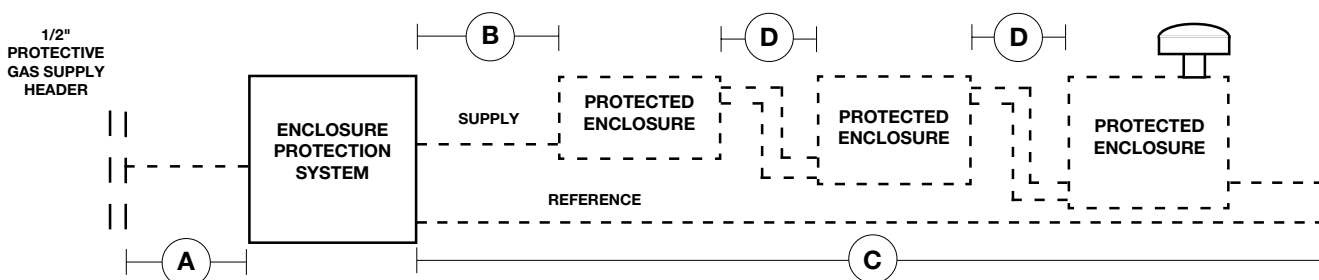 1/2"
PROTECTIVE
GAS SUPPLY
HEADER
A
ENCLOSURE
PROTECTION
SYSTEM
B
SUPPLY
REFERENCE
PROTECTED
ENCLOSURE
D
PROTECTED
ENCLOSURE
D
PROTECTED
ENCLOSURE
C